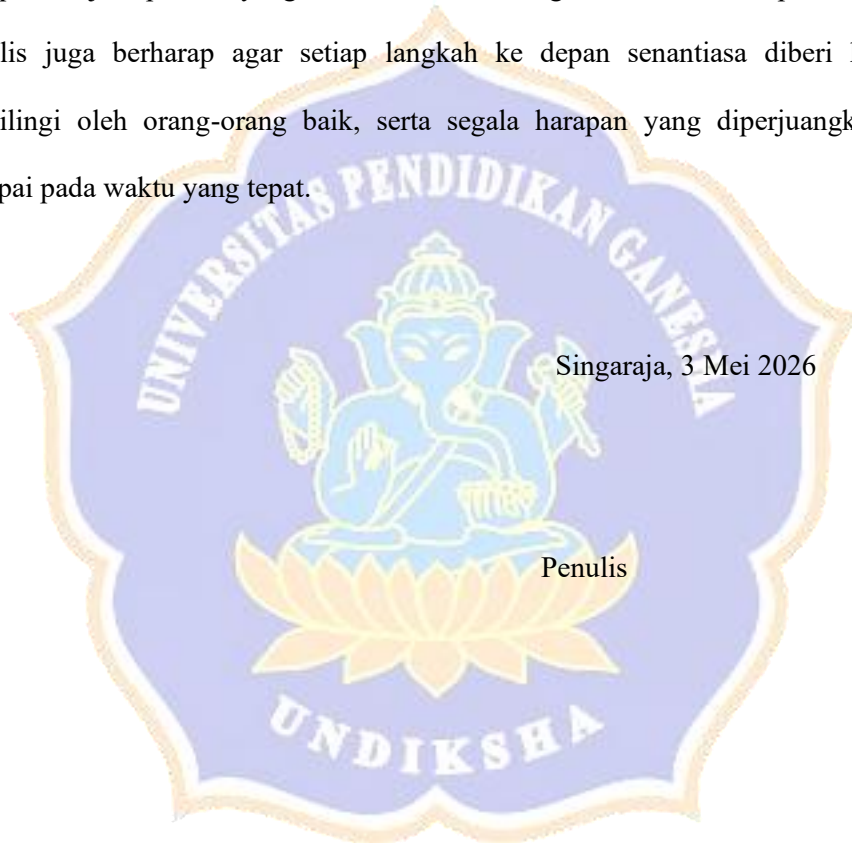 lis juga berharap agar setiap langkah ke depan senantiasa diberi
ilingi oleh orang-orang baik, serta segala harapan yang diperjuangk
pai pada waktu yang tepat.
UNIVERSITAS PENDIDIKAN GANESHA
Singaraja, 3 Mei 2026
Penulis
UNDIKSHA